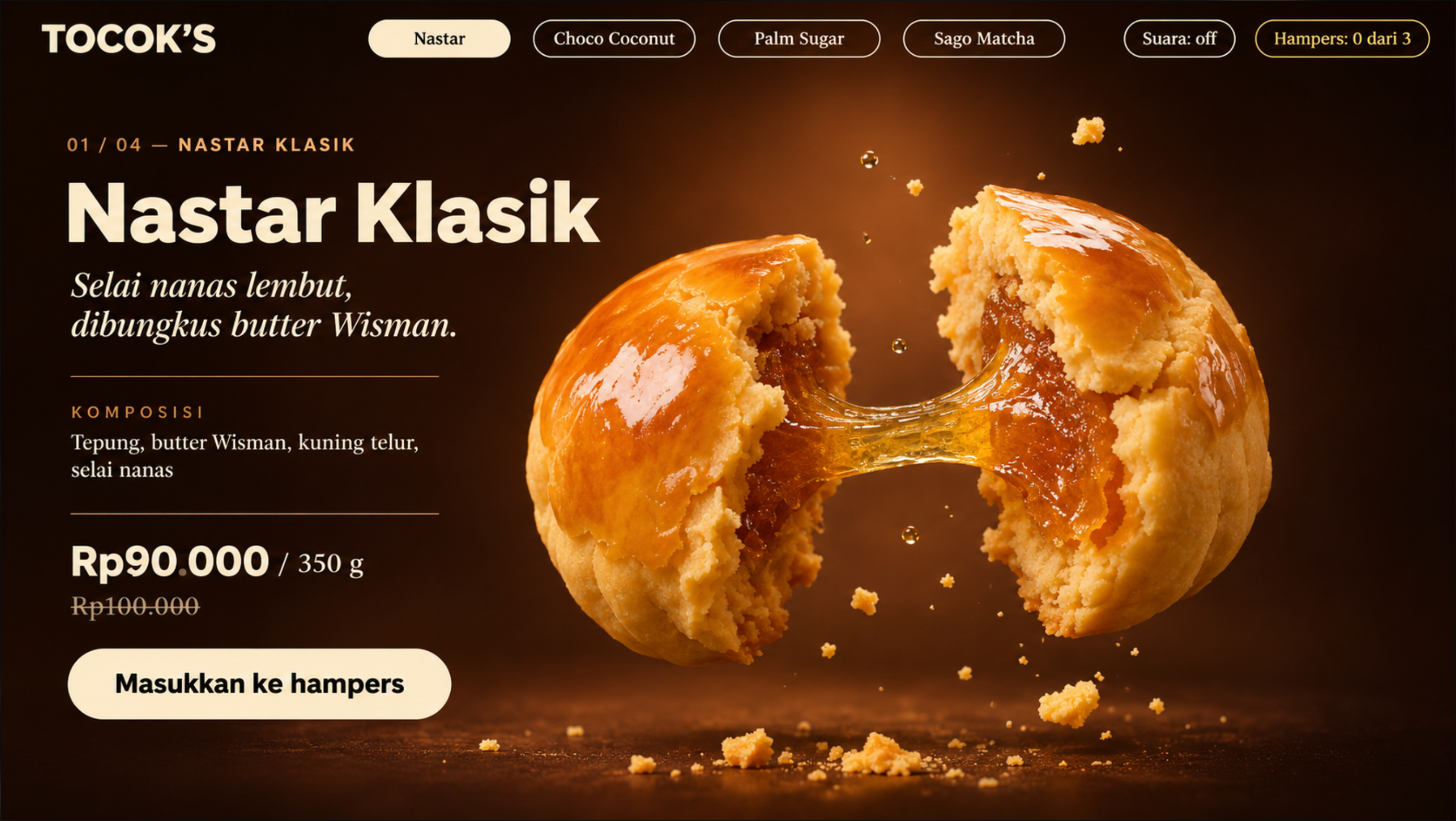 TOCOK’S
Nastar
Choco Coconut
Palm Sugar
Sago Matcha
Suara: off
Hampers: 0 dari 3
01 / 04 — NASTAR KLASIK
Nastar Klasik
Selai nanas lembut,
dibungkus butter Wisman.
KOMPOSISI
Tepung, butter Wisman, kuning telur,
selai nanas
Rp90.000 / 350 g
Rp100.000
Masukkan ke hampers